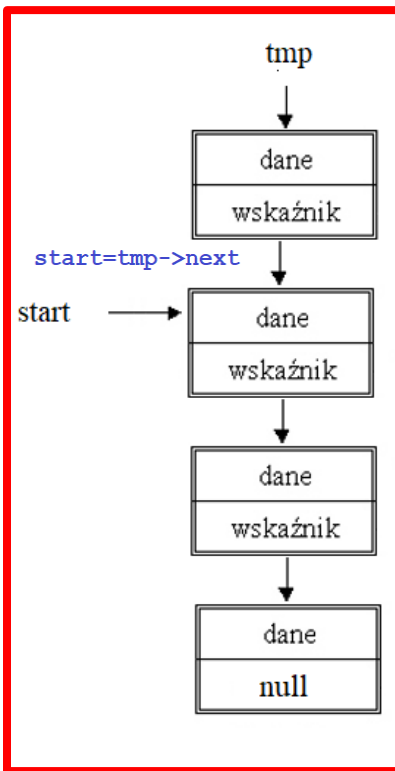 tmp
dane
wskaźnik
start=tmp->next
start
dane
wskaźnik
dane
wskaźnik
dane
null